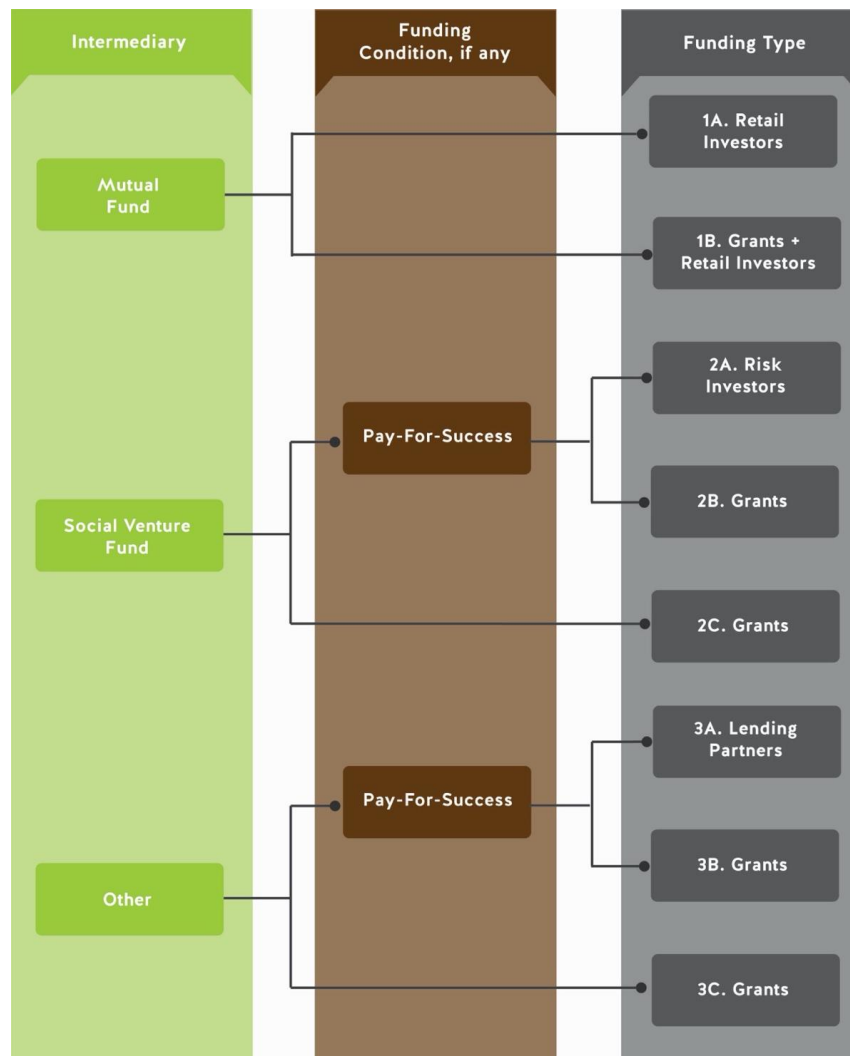 Intermediary
Funding
Condition, if any
Funding Type
Mutual
Fund
1A. Retail
Investors
1B. Grants +
Retail Investors
Social Venture
Fund
Pay-For-Success
2A. Risk
Investors
2B. Grants
2C. Grants
Other
Pay-For-Success
3A. Lending
Partners
3B. Grants
3C. Grants